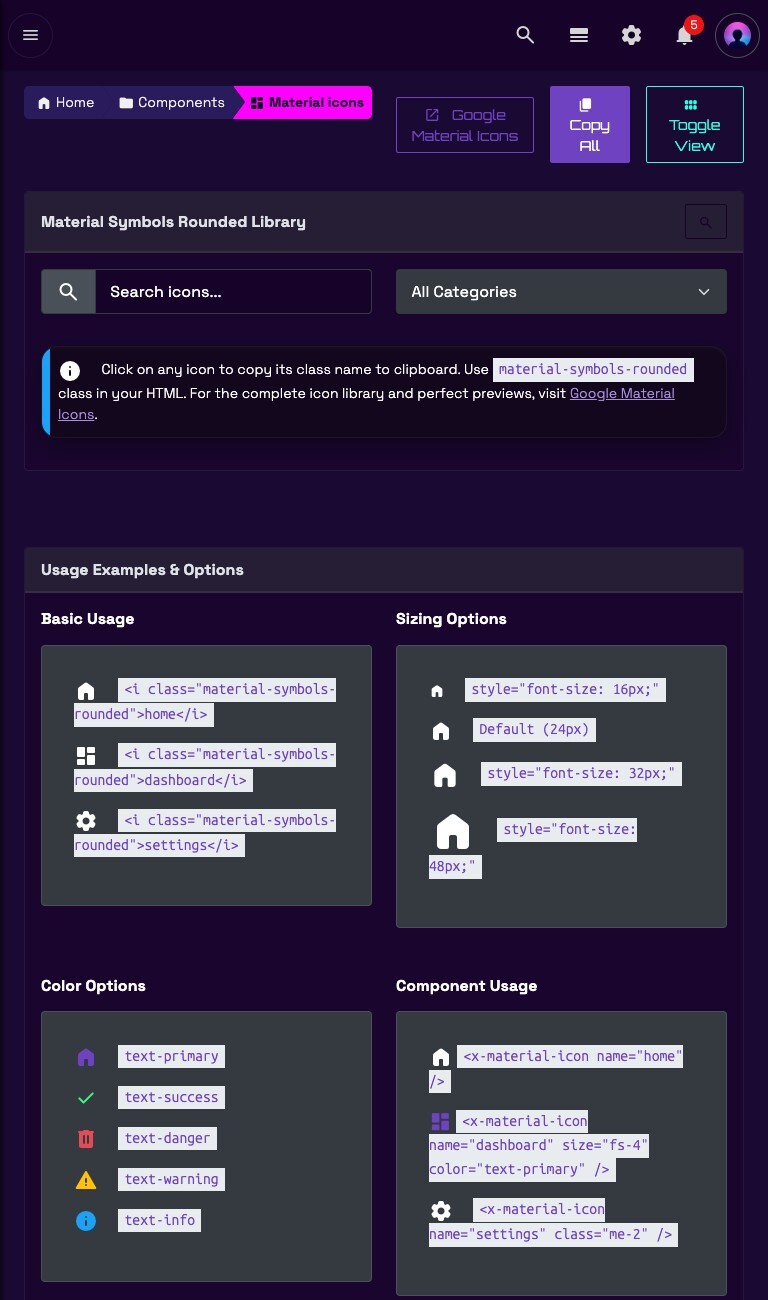 5
Home
Components
Material icons
Google
Material Icons
Copy
All
Toggle
View
Material Symbols Rounded Library
Search icons...
All Categories
Click on any icon to copy its class name to clipboard. Use material-symbols-rounded
class in your HTML. For the complete icon library and perfect previews, visit Google Material
Icons.
Usage Examples & Options
Basic Usage
<i class="material-symbols-
rounded">home</i>
<i class="material-symbols-
rounded">dashboard</i>
<i class="material-symbols-
rounded">settings</i>
Sizing Options
style="font-size: 16px;"
Default (24px)
style="font-size: 32px;"
style="font-size:
48px;"
Color Options
text-primary
text-success
text-danger
text-warning
text-info
Component Usage
<x-material-icon name="home"
/>
<x-material-icon
name="dashboard" size="fs-4"
color="text-primary" />
<x-material-icon
name="settings" class="me-2" />